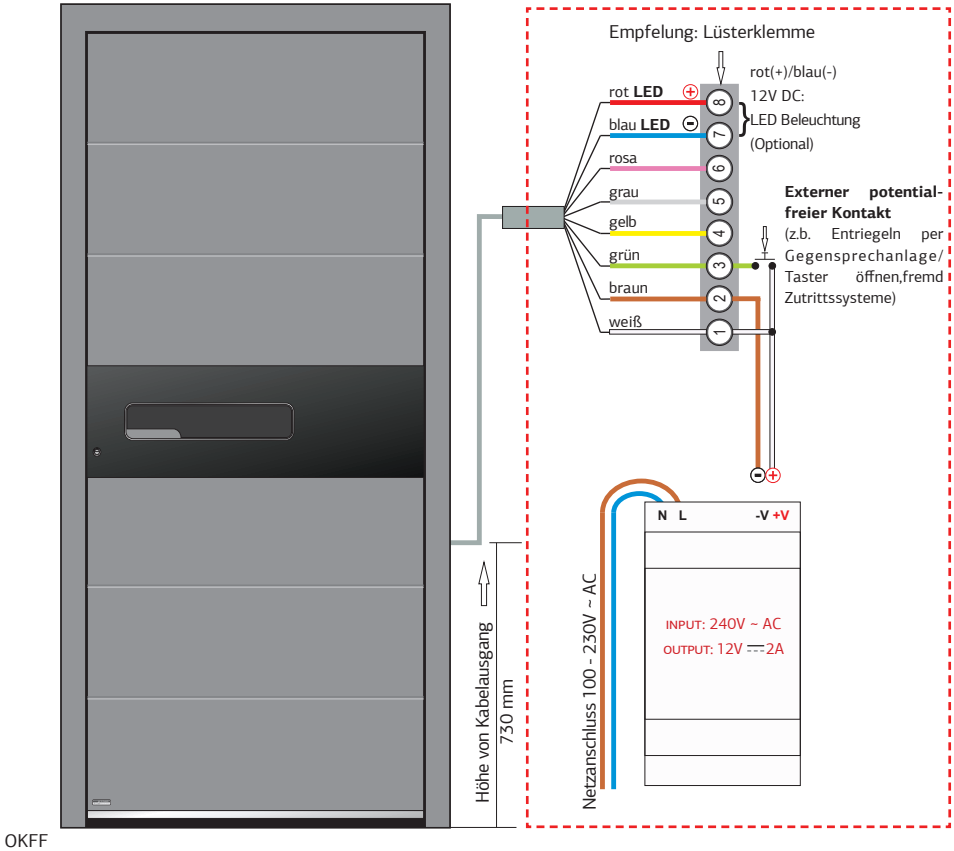 Empfelung: Lüsterklemme
rot(+)/blau(-)
12V DC:
LED Beleuchtung
(Optional)
rot LED
+
8
blau LED
-
7
rosa
6
grau
5
gelb
4
grün
3
braun
2
weiß
1
Externer potential-
freier Kontakt
(z.b. Entriegeln per
Gegensprechanlage/
Taster öffnen,fremd
Zutrittssysteme)
- +
N L -V +V
INPUT: 240V ~ AC
OUTPUT: 12V ⎓ 2A
Netzanschluss 100 - 230V ~ AC
Höhe von Kabelausgang
730 mm
OKFF